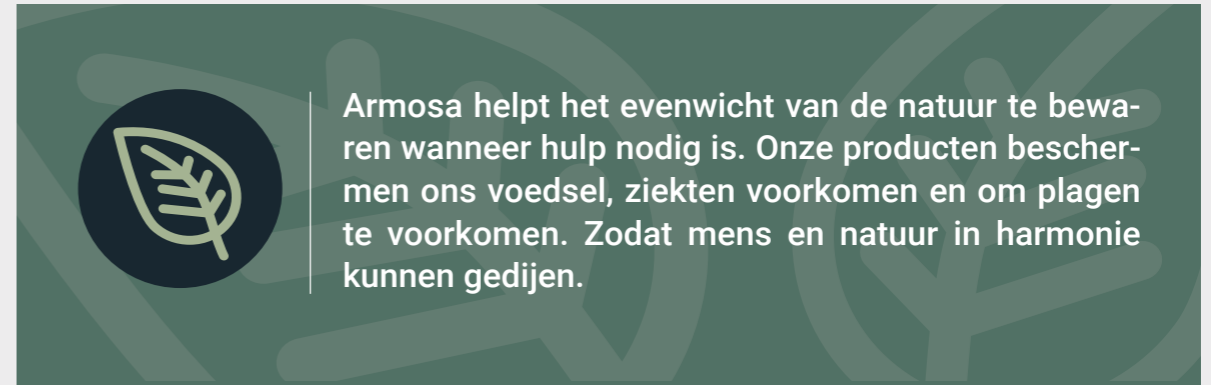 Armosa helpt het evenwicht van de natuur te bewa-
ren wanneer hulp nodig is. Onze producten bescher-
men ons voedsel, ziekten voorkomen en om plagen
te voorkomen. Zodat mens en natuur in harmonie
kunnen gedijen.